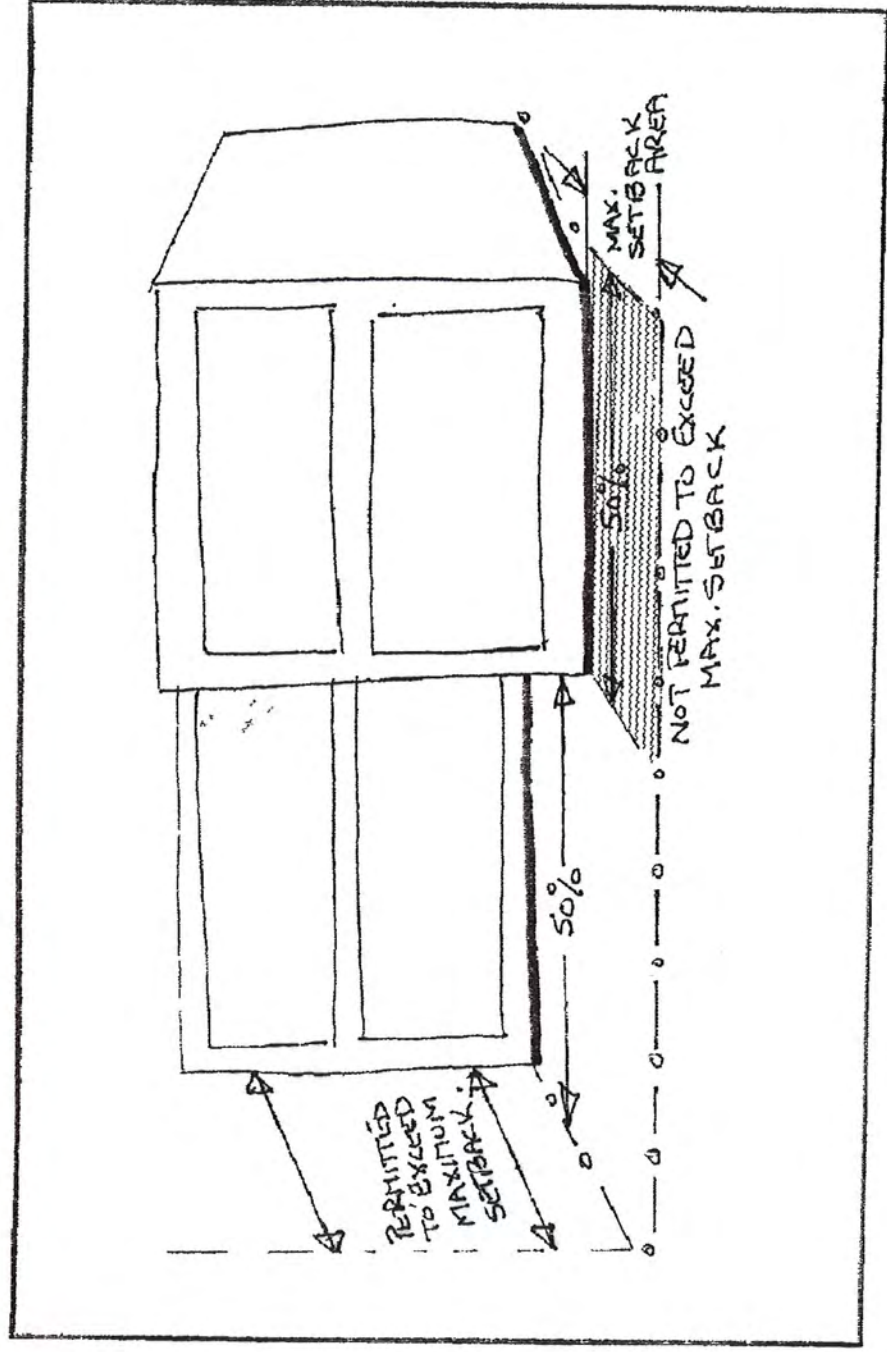 PERMITTED
TO EXCEED
MAXIMUM
SETBACK.
50%
50%
MAX.
SETBACK
AREA
NOT PERMITTED TO EXCEED
MAX. SETBACK